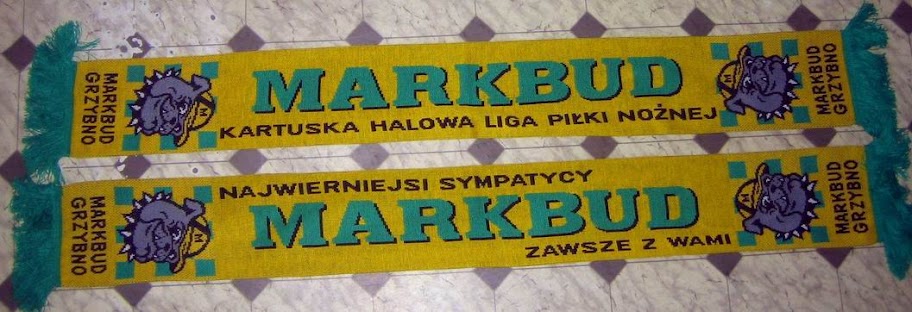 MARKBUD
GRZYBNO
M
MARKBUD
KARTUSKA HALOWA LIGA PIŁKI NOŻNEJ
M
MARKBUD
GRZYBNO
MARKBUD
GRZYBNO
M
NAJWIERNIEJSI SYMPATYCY
MARKBUD
ZAWSZE Z WAMI
M
MARKBUD
GRZYBNO